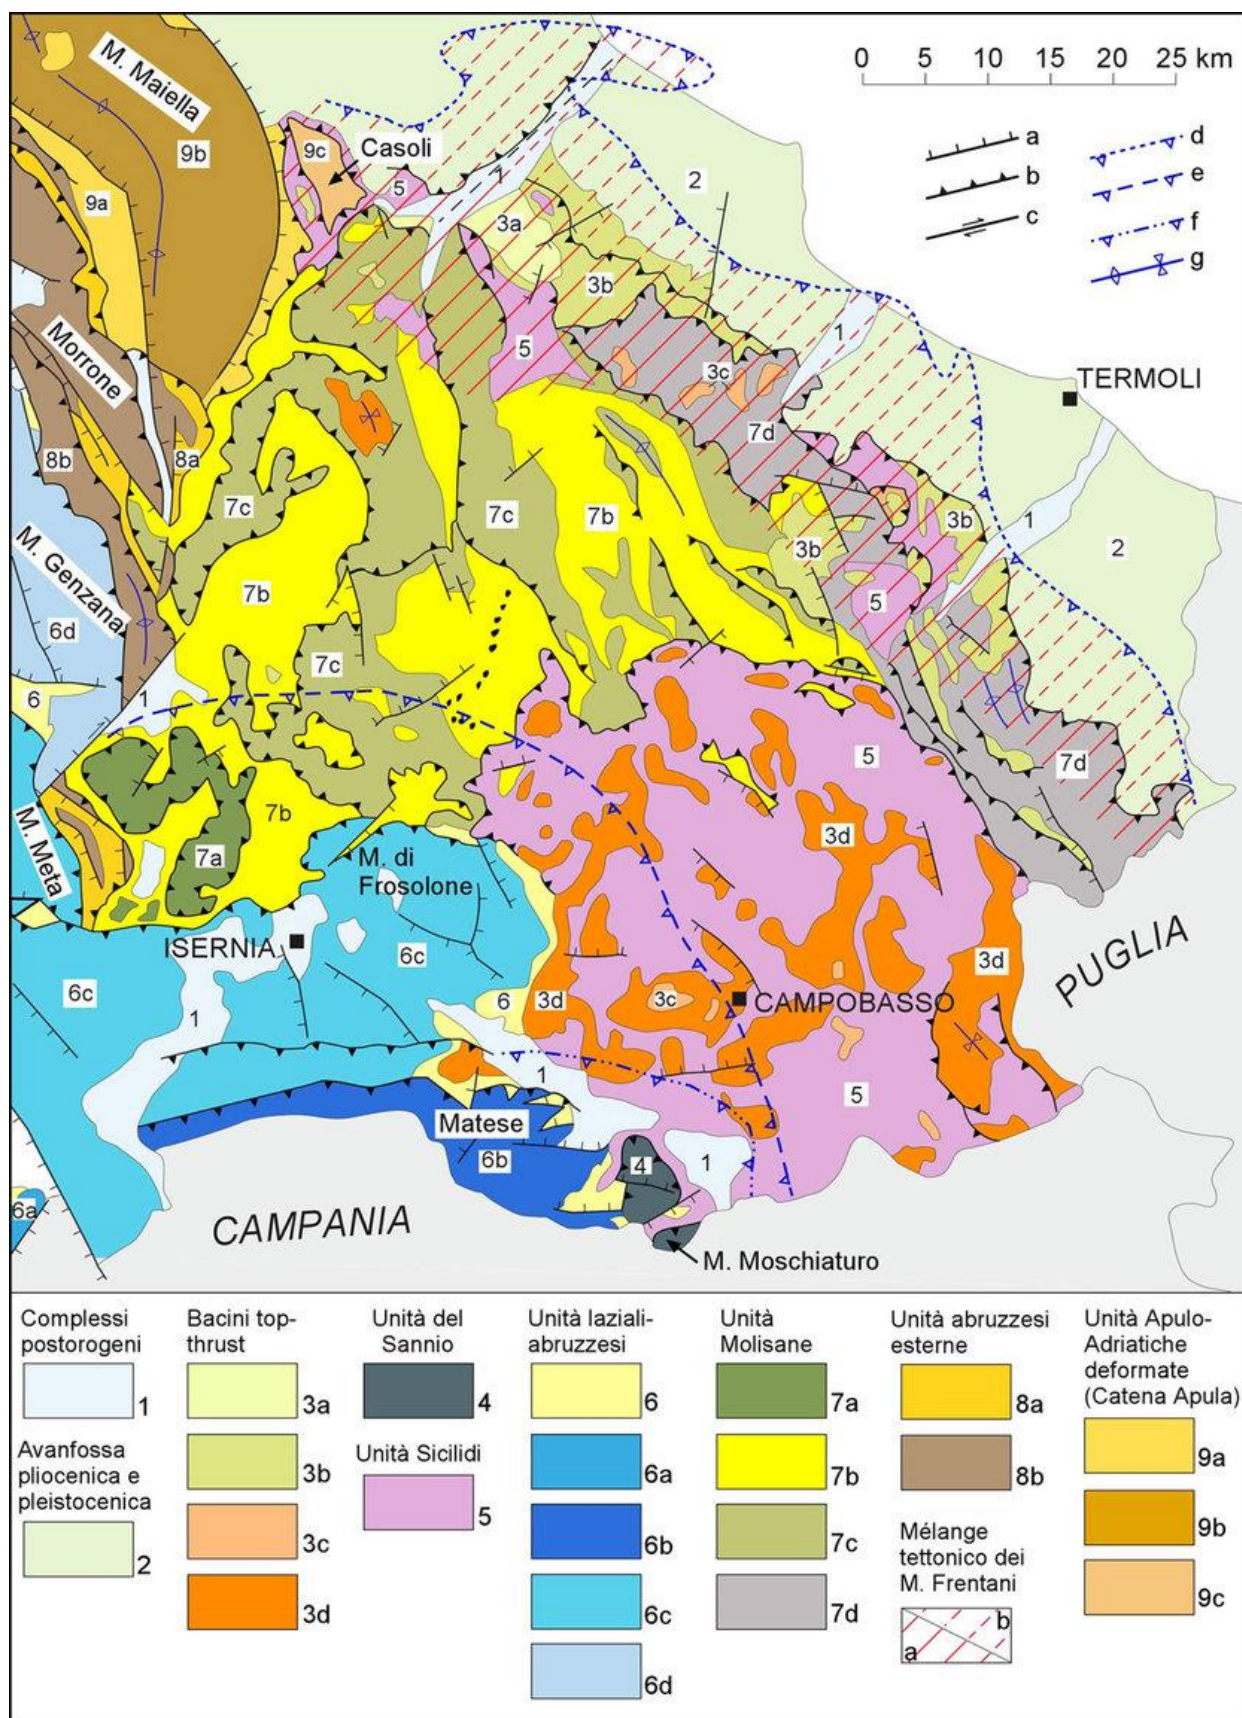 0 5 10 15 20 25 km
a
b
c
d
e
f
g
M. Maiella
9b
9c
Casoli
5
1
2
9a
3a
3b
5
1
3c
TERMOLI
Morrone
7d
8b
8a
7c
7c
7b
3b
3b
1
2
M. Genzana
7b
5
6d
7c
6
1
5
7d
7b
3d
M. Meta
7a
M. di
Frosolone
ISERNIA
6c
6c
PUGLIA
3d
6
3d
3c
CAMPOBASSO
1
1
5
Matese
6b
4
1
6a
CAMPANIA
M. Moschiaturo
Complessi
postorogeni
1
Avanfossa
pliocenica e
pleistocenica
2
Bacini top-
thrust
3a
3b
3c
3d
Unità del
Sannio
4
Unità Sicilidi
5
Unità laziali-
abruzzesi
6
6a
6b
6c
6d
Unità
Molisane
7a
7b
7c
7d
Unità abruzzesi
esterne
8a
8b
Mélange
tettonico dei
M. Frentani
a
b
Unità Apulo-
Adriatiche
deformate
(Catena Apula)
9a
9b
9c